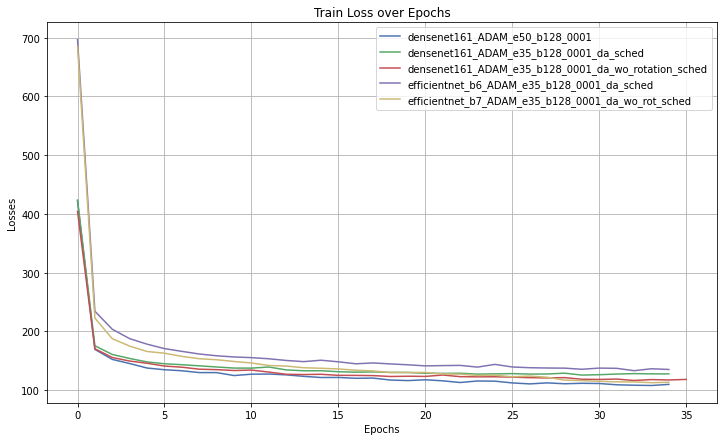 Train Loss over Epochs
densenet161_ADAM_e50_b128_0001
densenet161_ADAM_e35_b128_0001_da_sched
densenet161_ADAM_e35_b128_0001_da_wo_rotation_sched
efficientnet_b6_ADAM_e35_b128_0001_da_sched
efficientnet_b7_ADAM_e35_b128_0001_da_wo_rot_sched
Losses
700
600
500
400
300
200
100
0 5 10 15 20 25 30 35
Epochs